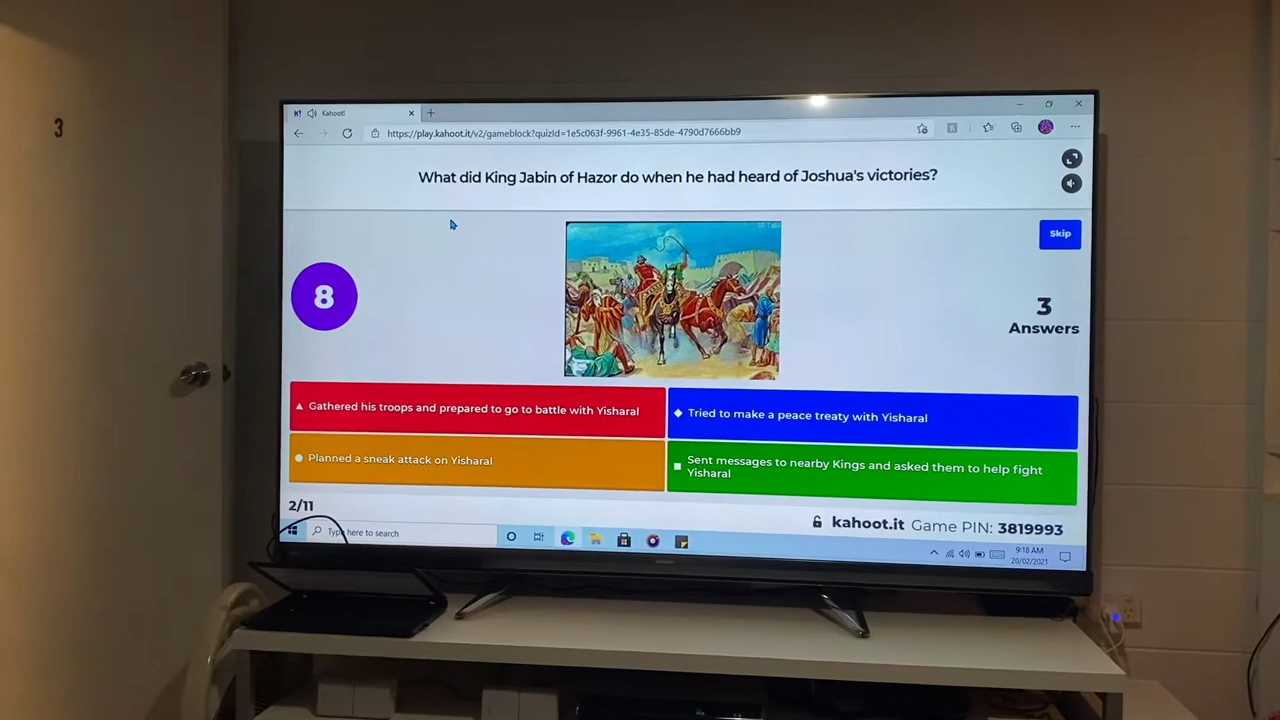 3
Kahoot!
https://play.kahoot.it/v2/gameblock?quizId=1e5c063f-9961-4e35-85de-4790d7666bb9
What did King Jabin of Hazor do when he had heard of Joshua's victories?
Skip
8
3
Answers
Gathered his troops and prepared to go to battle with Yisharal
Tried to make a peace treaty with Yisharal
Planned a sneak attack on Yisharal
Sent messages to nearby Kings and asked them to help fight
Yisharal
2/11
kahoot.it Game PIN: 3819993
Type here to search
9:18 AM
20/02/2021